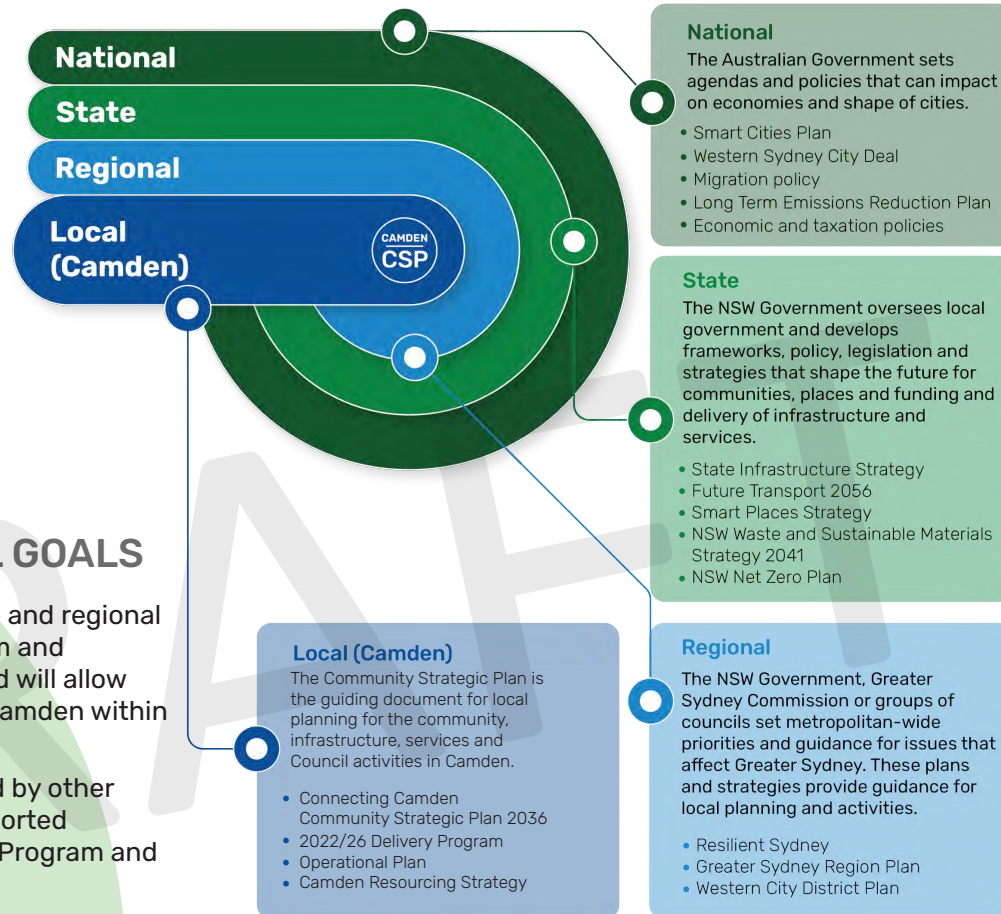 National
State
Regional
Local
(Camden)
CAMDEN
CSP
National
The Australian Government sets
agendas and policies that can impact
on economies and shape of cities.
• Smart Cities Plan
• Western Sydney City Deal
• Migration policy
• Long Term Emissions Reduction Plan
• Economic and taxation policies
State
The NSW Government oversees local
government and develops
frameworks, policy, legislation and
strategies that shape the future for
communities, places and funding and
delivery of infrastructure and
services.
• State Infrastructure Strategy
• Future Transport 2056
• Smart Places Strategy
• NSW Waste and Sustainable Materials
Strategy 2041
• NSW Net Zero Plan
GOALS
and regional
and
will allow
amden within
d by other
orted
Program and
Local (Camden)
The Community Strategic Plan is
the guiding document for local
planning for the community,
infrastructure, services and
Council activities in Camden.
• Connecting Camden
Community Strategic Plan 2036
• 2022/26 Delivery Program
• Operational Plan
• Camden Resourcing Strategy
Regional
The NSW Government, Greater
Sydney Commission or groups of
councils set metropolitan-wide
priorities and guidance for issues that
affect Greater Sydney. These plans
and strategies provide guidance for
local planning and activities.
• Resilient Sydney
• Greater Sydney Region Plan
• Western City District Plan
RAFT